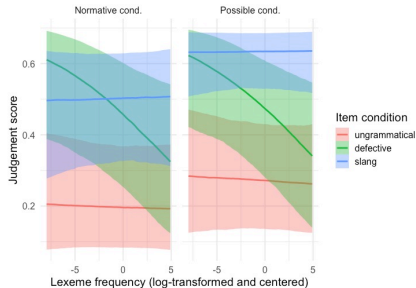 Normative cond.
Possible cond.
Judgement score
0.6
0.4
0.2
-5
0
5
-5
0
5
Lexeme frequency (log-transformed and centered)
Item condition
ungrammatical
defective
slang